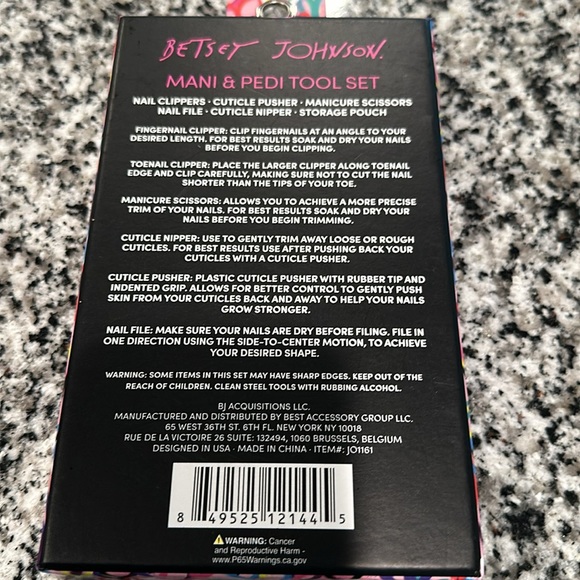 BETSEY JOHNSON.
MANI & PEDI TOOL SET
NAIL CLIPPERS · CUTICLE PUSHER · MANICURE SCISSORS
NAIL FILE · CUTICLE NIPPER · STORAGE POUCH
FINGERNAIL CLIPPER: CLIP FINGERNAILS AT AN ANGLE TO YOUR
DESIRED LENGTH. FOR BEST RESULTS SOAK AND DRY YOUR NAILS
BEFORE YOU BEGIN CLIPPING.
TOENAIL CLIPPER: PLACE THE LARGER CLIPPER ALONG TOENAIL
EDGE AND CLIP CAREFULLY, MAKING SURE NOT TO CUT THE NAIL
SHORTER THAN THE TIPS OF YOUR TOE.
MANICURE SCISSORS: ALLOWS YOU TO ACHIEVE A MORE PRECISE
TRIM OF YOUR NAILS. FOR BEST RESULTS SOAK AND DRY YOUR
NAILS BEFORE YOU BEGIN TRIMMING.
CUTICLE NIPPER: USE TO GENTLY TRIM AWAY LOOSE OR ROUGH
CUTICLES. FOR BEST RESULTS USE AFTER PUSHING BACK YOUR
CUTICLES WITH A CUTICLE PUSHER.
CUTICLE PUSHER: PLASTIC CUTICLE PUSHER WITH RUBBER TIP AND
INDENTED GRIP. ALLOWS FOR BETTER CONTROL TO GENTLY PUSH
SKIN FROM YOUR CUTICLES BACK AND AWAY TO HELP YOUR NAILS
GROW STRONGER.
NAIL FILE: MAKE SURE YOUR NAILS ARE DRY BEFORE FILING. FILE IN
ONE DIRECTION USING THE SIDE-TO-CENTER MOTION, TO ACHIEVE
YOUR DESIRED SHAPE.
WARNING: SOME ITEMS IN THIS SET MAY HAVE SHARP EDGES. KEEP OUT OF THE
REACH OF CHILDREN. CLEAN STEEL TOOLS WITH RUBBING ALCOHOL.
BJ ACQUISITIONS LLC.
MANUFACTURED AND DISTRIBUTED BY BEST ACCESSORY GROUP LLC.
65 WEST 36TH ST. 6TH FL. NEW YORK NY 10018
RUE DE LA VICTOIRE 26 SUITE: 132494, 1060 BRUSSELS, BELGIUM
DESIGNED IN USA · MADE IN CHINA · ITEM#: JO1161
8 49525 12144 5
WARNING: Cancer
and Reproductive Harm -
www.P65Warnings.ca.gov